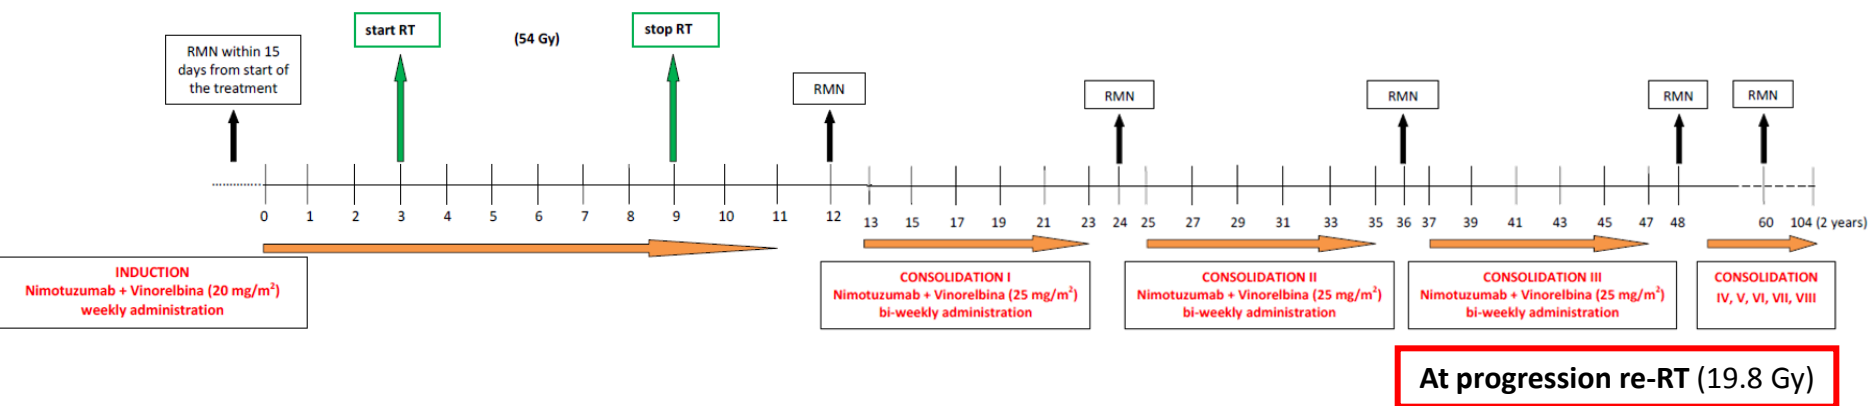 RMN within 15
days from start of
the treatment
start RT
(54 Gy)
stop RT
RMN
RMN
RMN
RMN
RMN
0 1 2 3 4 5 6 7 8 9 10 11 12 13 15 17 19 21 23 24 25 27 29 31 33 35 36 37 39 41 43 45 47 48 60 104 (2 years)
INDUCTION
Nimotuzumab + Vinorelbina (20 mg/m²)
weekly administration
CONSOLIDATION I
Nimotuzumab + Vinorelbina (25 mg/m²)
bi-weekly administration
CONSOLIDATION II
Nimotuzumab + Vinorelbina (25 mg/m²)
bi-weekly administration
CONSOLIDATION III
Nimotuzumab + Vinorelbina (25 mg/m²)
bi-weekly administration
CONSOLIDATION
IV, V, VI, VII, VIII
At progression re-RT (19.8 Gy)